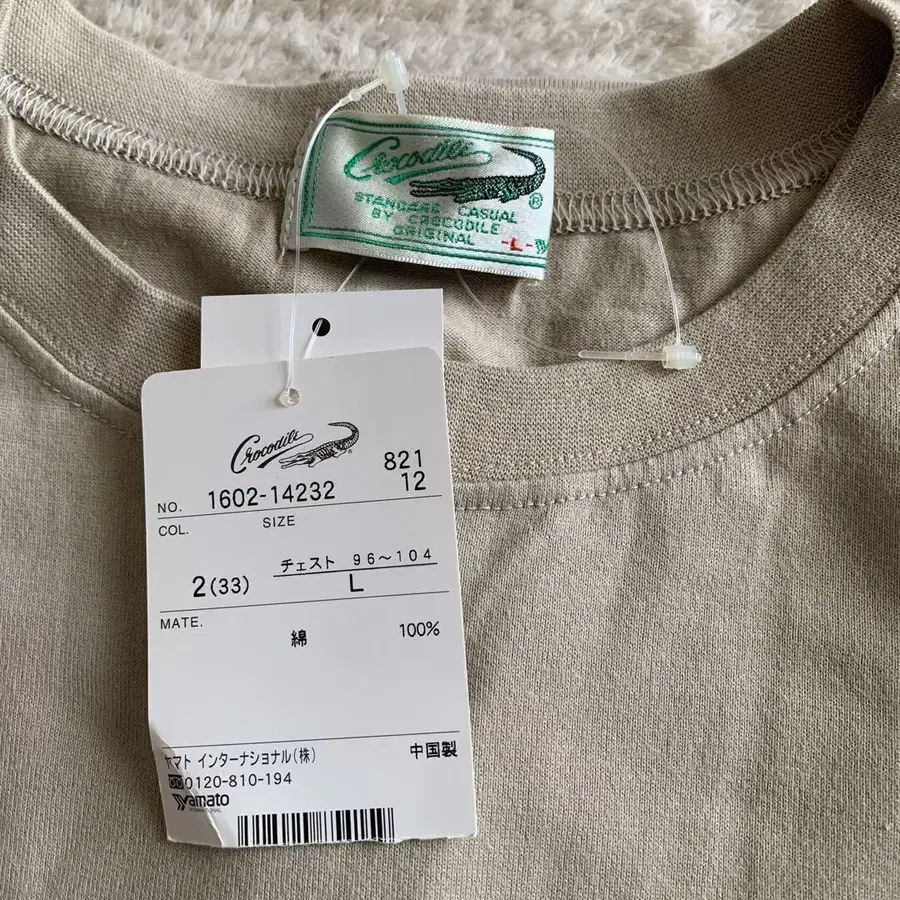 Crocodile
®
STANDARD CASUAL
BY CROCODILE
ORIGINAL
-L-
Crocodile
®
821
NO. 1602-14232 12
COL. SIZE
チェスト 96〜104
2(33) L
MATE.
綿 100%
ヤマト インターナショナル(株) 中国製
0120-810-194
Yamato
INTERNATIONAL